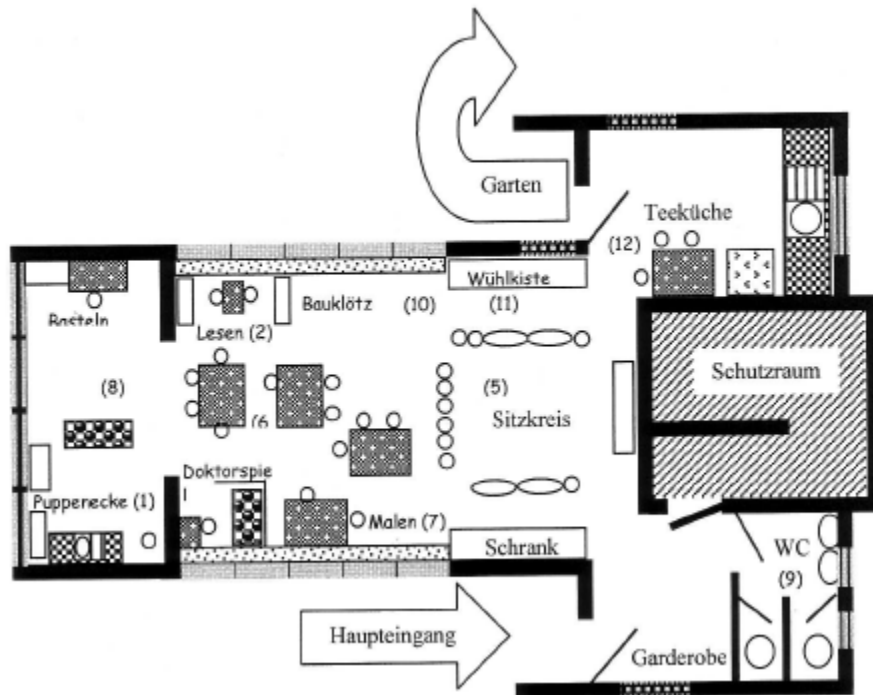 Garten
Teeküche
(12)
Wühlkiste
Basteln
Bauklötz
(10)
(11)
Lesen (2)
(8)
(5)
Schutzraum
(6
Sitzkreis
Doktorspie
l
Puppenecke (1)
Malen (7)
Schrank
WC
(9)
Haupteingang
Garderobe